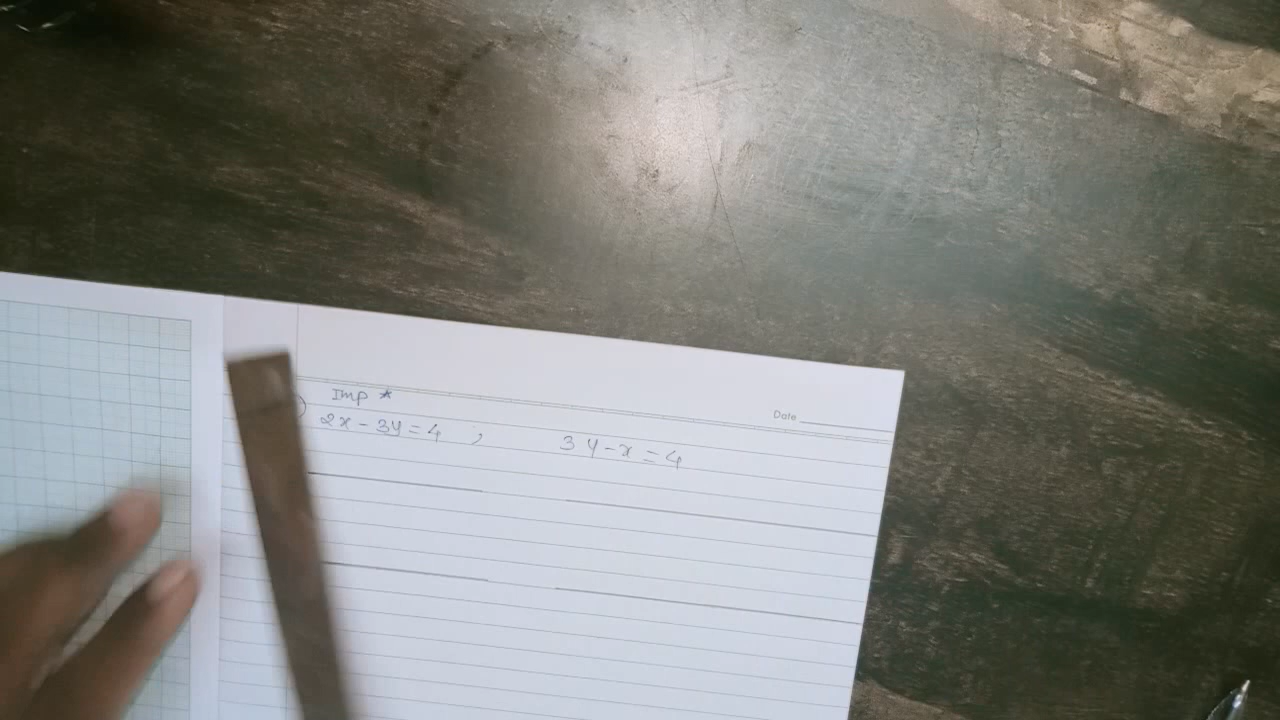 Date
Imp *
2x - 3y = 4 , 3y - x = 4